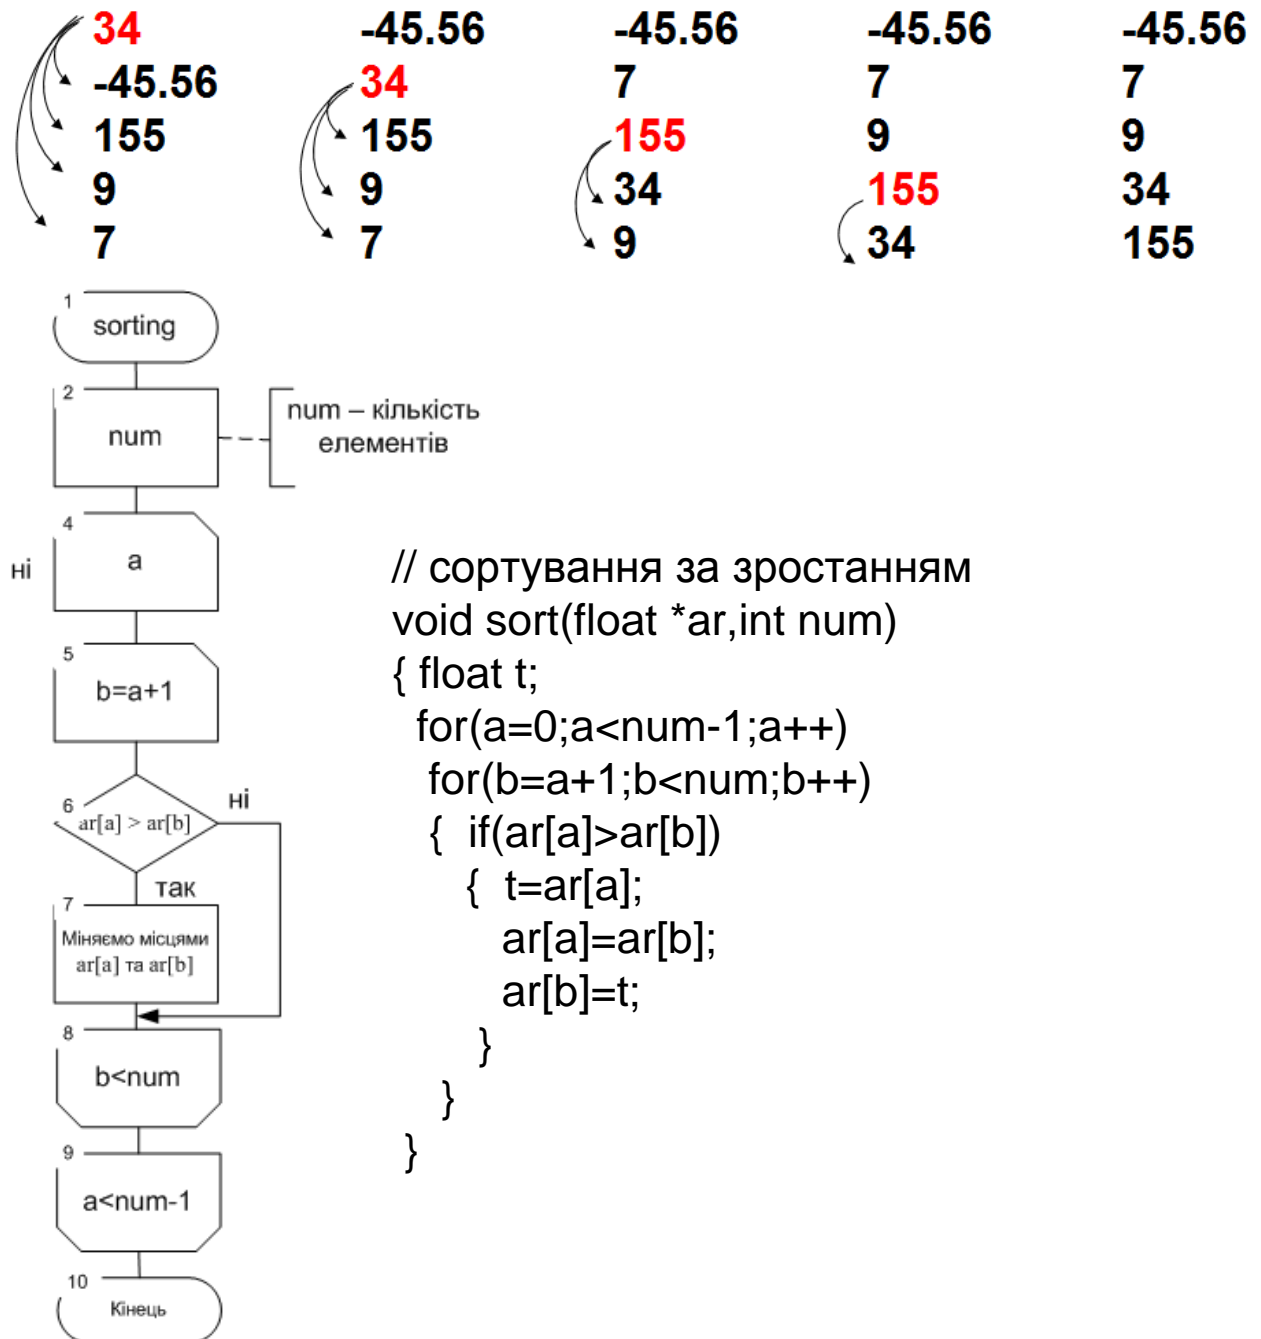 34 -45.56 -45.56 -45.56 -45.56
-45.56 34 7 7 7
155 155 155 9 9
9 9 34 155 34
7 7 9 34 155
1
sorting
2
num
num – кількість
елементів
4
a
ні
5
b=a+1
6
ar[a] > ar[b]
ні
так
7
Міняємо місцями
ar[a] та ar[b]
8
b<num
9
a<num-1
10
Кінець
// сортування за зростанням
void sort(float *ar,int num)
{ float t;
for(a=0;a<num-1;a++)
for(b=a+1;b<num;b++)
{ if(ar[a]>ar[b])
{ t=ar[a];
ar[a]=ar[b];
ar[b]=t;
}
}
}